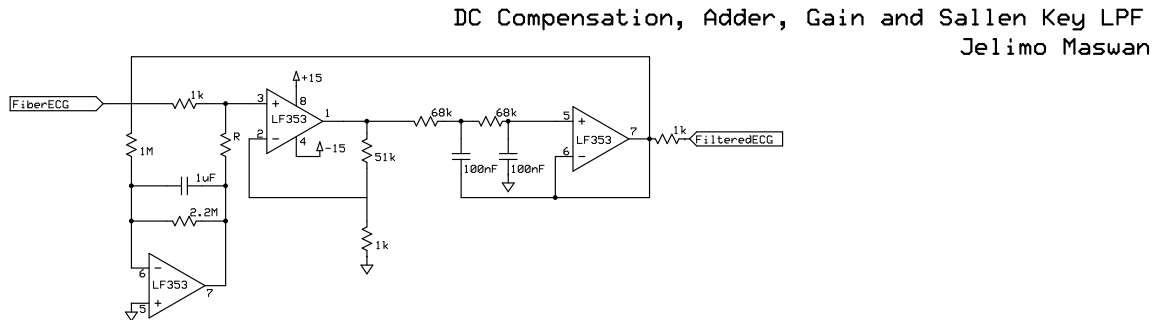 DC Compensation, Adder, Gain and Sallen Key LPF
Jelimo Maswan
+15
FiberECG
1k
3
+
8
LF353
1
2
-
4
-15
68k
68k
5
+
LF353
7
6
-
1k
FilteredECG
1M
R
51k
100nF
100nF
1uF
2.2M
1k
6
-
LF353
7
5
+